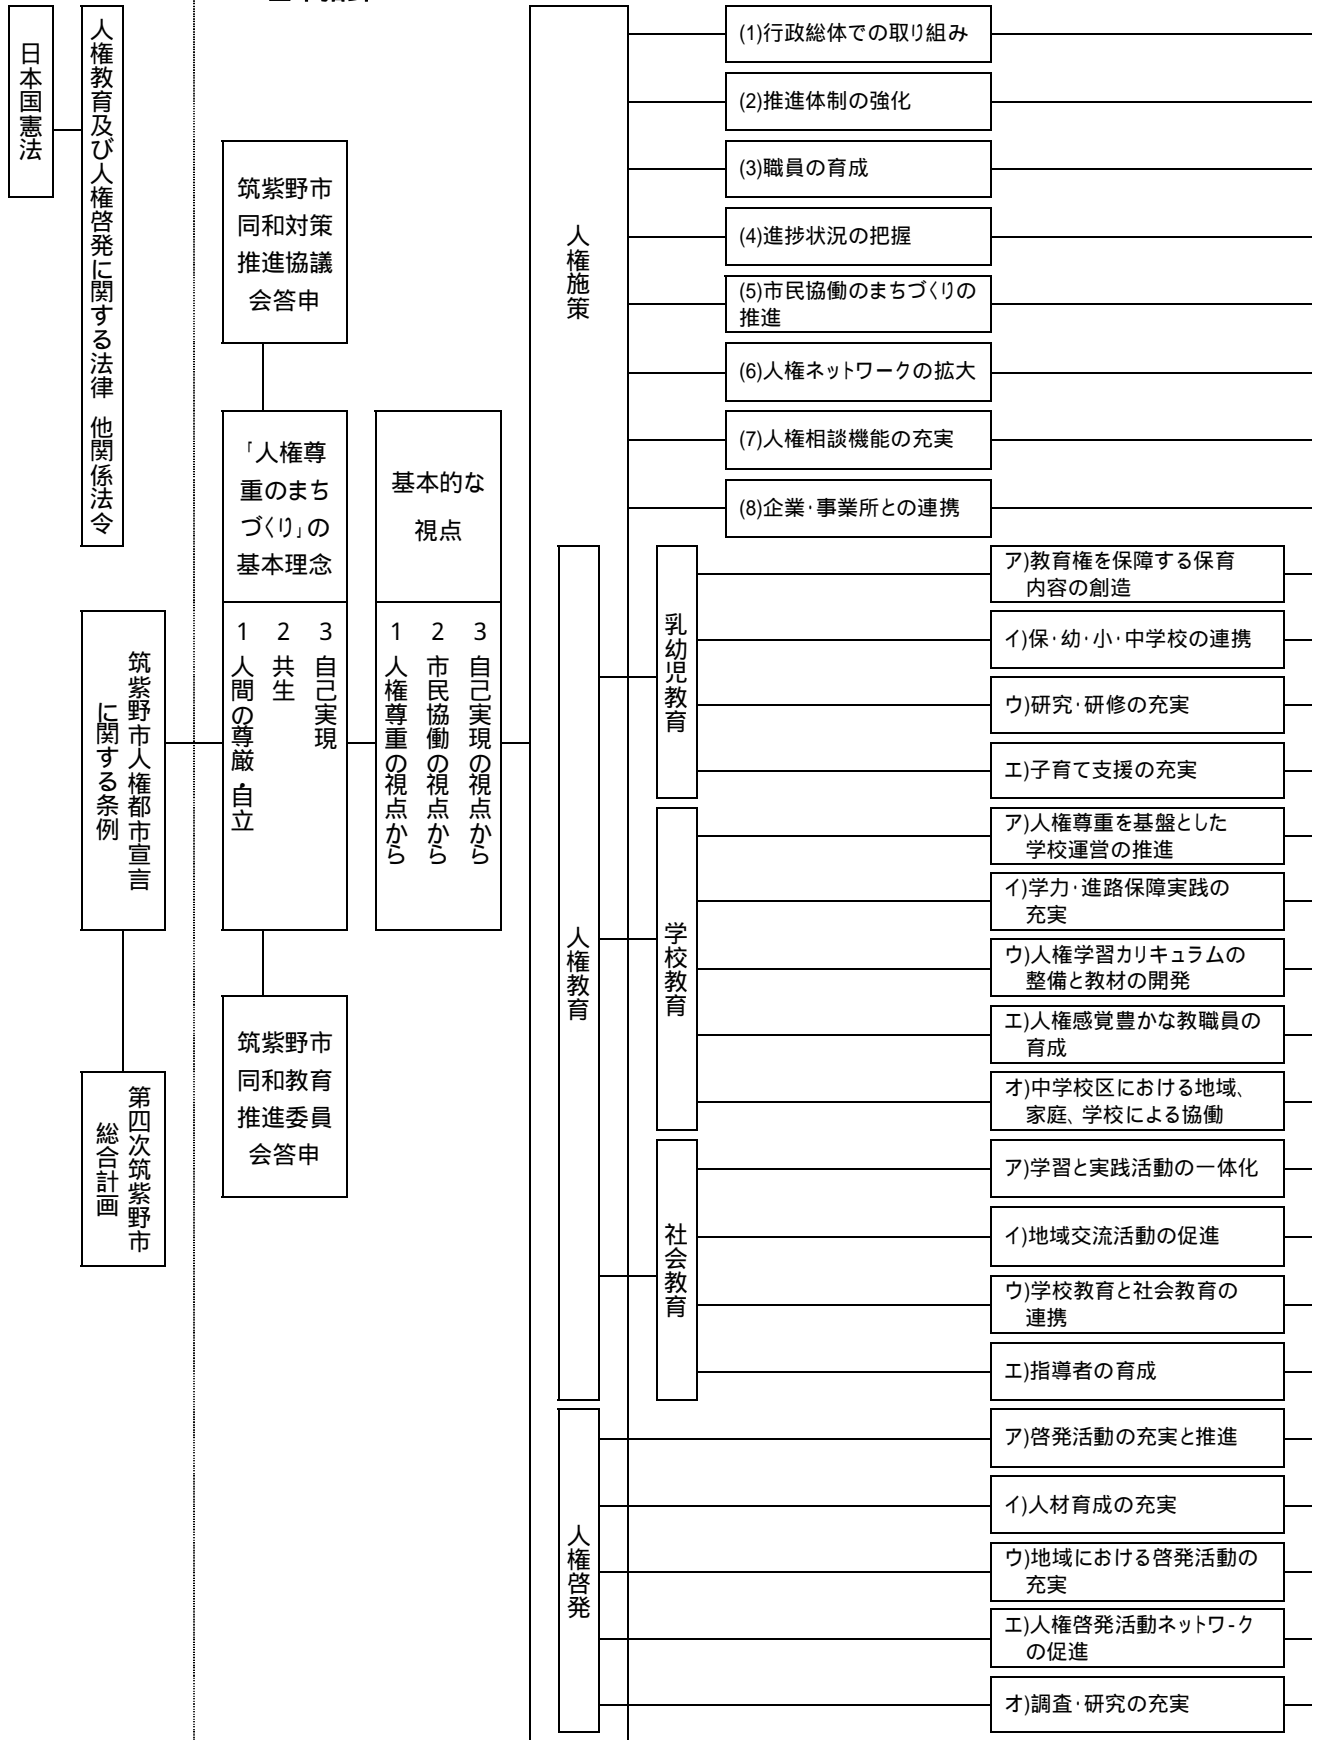 日本国憲法
人権教育及び人権啓発に関する法律 他関係法令
筑紫野市人権都市宣言
に関する条例
第四次筑紫野市
総合計画
筑紫野市
同和対策
推進協議
会答申
「人権尊
重のまち
づくり」の
基本理念
1 人間の尊厳・自立
2 共生
3 自己実現
筑紫野市
同和教育
推進委員
会答申
基本的な
視点
1 人権尊重の視点から
2 市民協働の視点から
3 自己実現の視点から
人権施策
(1)行政総体での取り組み
(2)推進体制の強化
(3)職員の育成
(4)進捗状況の把握
(5)市民協働のまちづくりの
推進
(6)人権ネットワークの拡大
(7)人権相談機能の充実
(8)企業・事業所との連携
人権教育
乳幼児教育
ア)教育権を保障する保育
内容の創造
イ)保・幼・小・中学校の連携
ウ)研究・研修の充実
エ)子育て支援の充実
学校教育
ア)人権尊重を基盤とした
学校運営の推進
イ)学力・進路保障実践の
充実
ウ)人権学習カリキュラムの
整備と教材の開発
エ)人権感覚豊かな教職員の
育成
オ)中学校区における地域、
家庭、学校による協働
社会教育
ア)学習と実践活動の一体化
イ)地域交流活動の促進
ウ)学校教育と社会教育の
連携
エ)指導者の育成
人権啓発
ア)啓発活動の充実と推進
イ)人材育成の充実
ウ)地域における啓発活動の
充実
エ)人権啓発活動ネットワ-ク
の促進
オ)調査・研究の充実